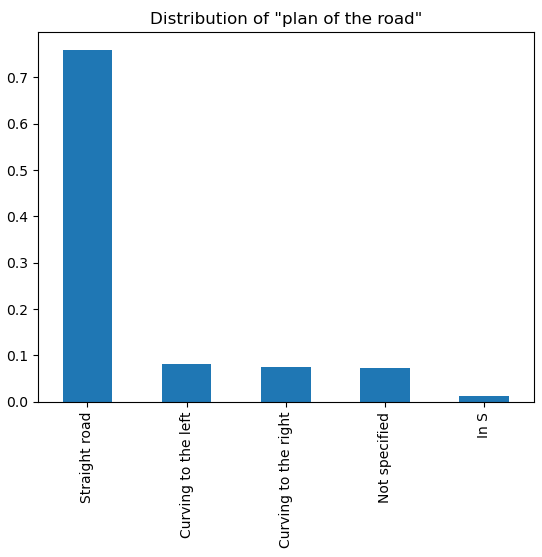 Distribution of "plan of the road"
0.7
0.6
0.5
0.4
0.3
0.2
0.1
0.0
Straight road
Curving to the left
Curving to the right
Not specified
In S